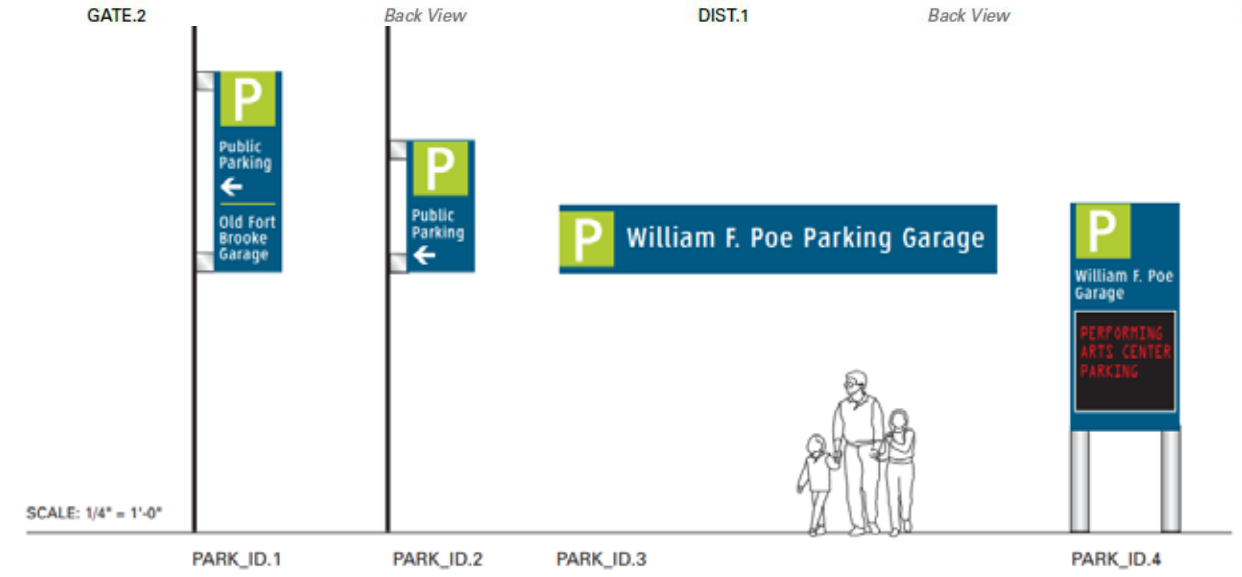 GATE.2
Back View
DIST.1
Back View
P
Public
Parking
←
Old Fort
Brooke
Garage
P
Public
Parking
←
P William F. Poe Parking Garage
P
William F. Poe
Garage
PERFORMING
ARTS CENTER
PARKING
SCALE: 1/4" = 1'-0"
PARK_ID.1
PARK_ID.2
PARK_ID.3
PARK_ID.4